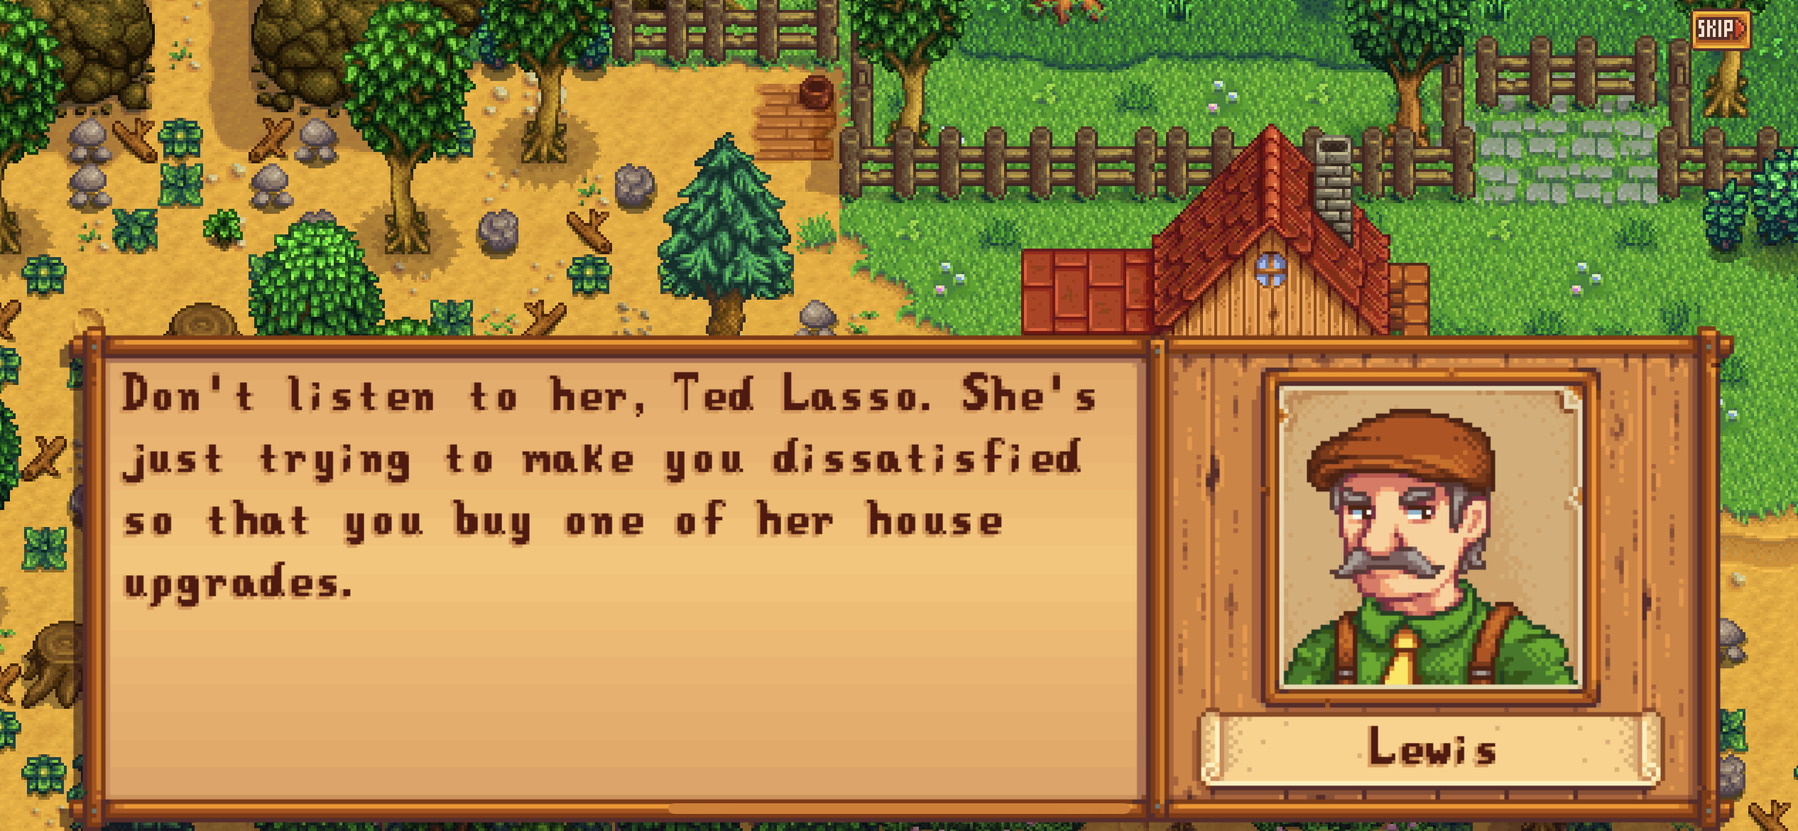 SKIP
Don't listen to her, Ted Lasso. She's
just trying to make you dissatisfied
so that you buy one of her house
upgrades.
Lewis